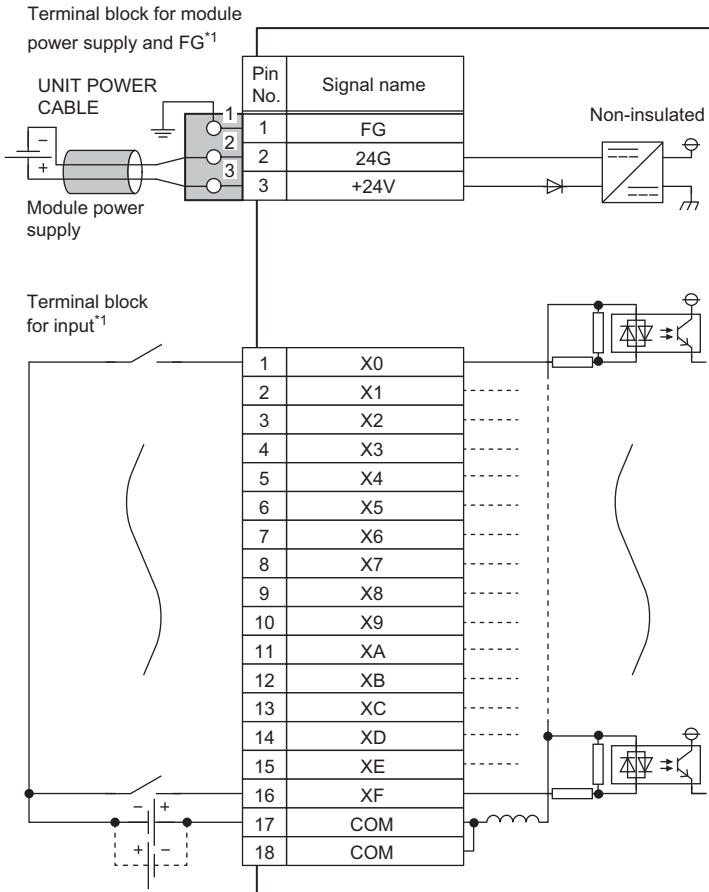 Terminal block for module
power supply and FG*1
UNIT POWER
CABLE
Pin
No.
Signal name
Non-insulated
1
2
3
1 FG
2 24G
3 +24V
−
+
Module power
supply
Terminal block
for input*1
1 X0
2 X1
3 X2
4 X3
5 X4
6 X5
7 X6
8 X7
9 X8
10 X9
11 XA
12 XB
13 XC
14 XD
15 XE
16 XF
17 COM
18 COM
− +
+ −